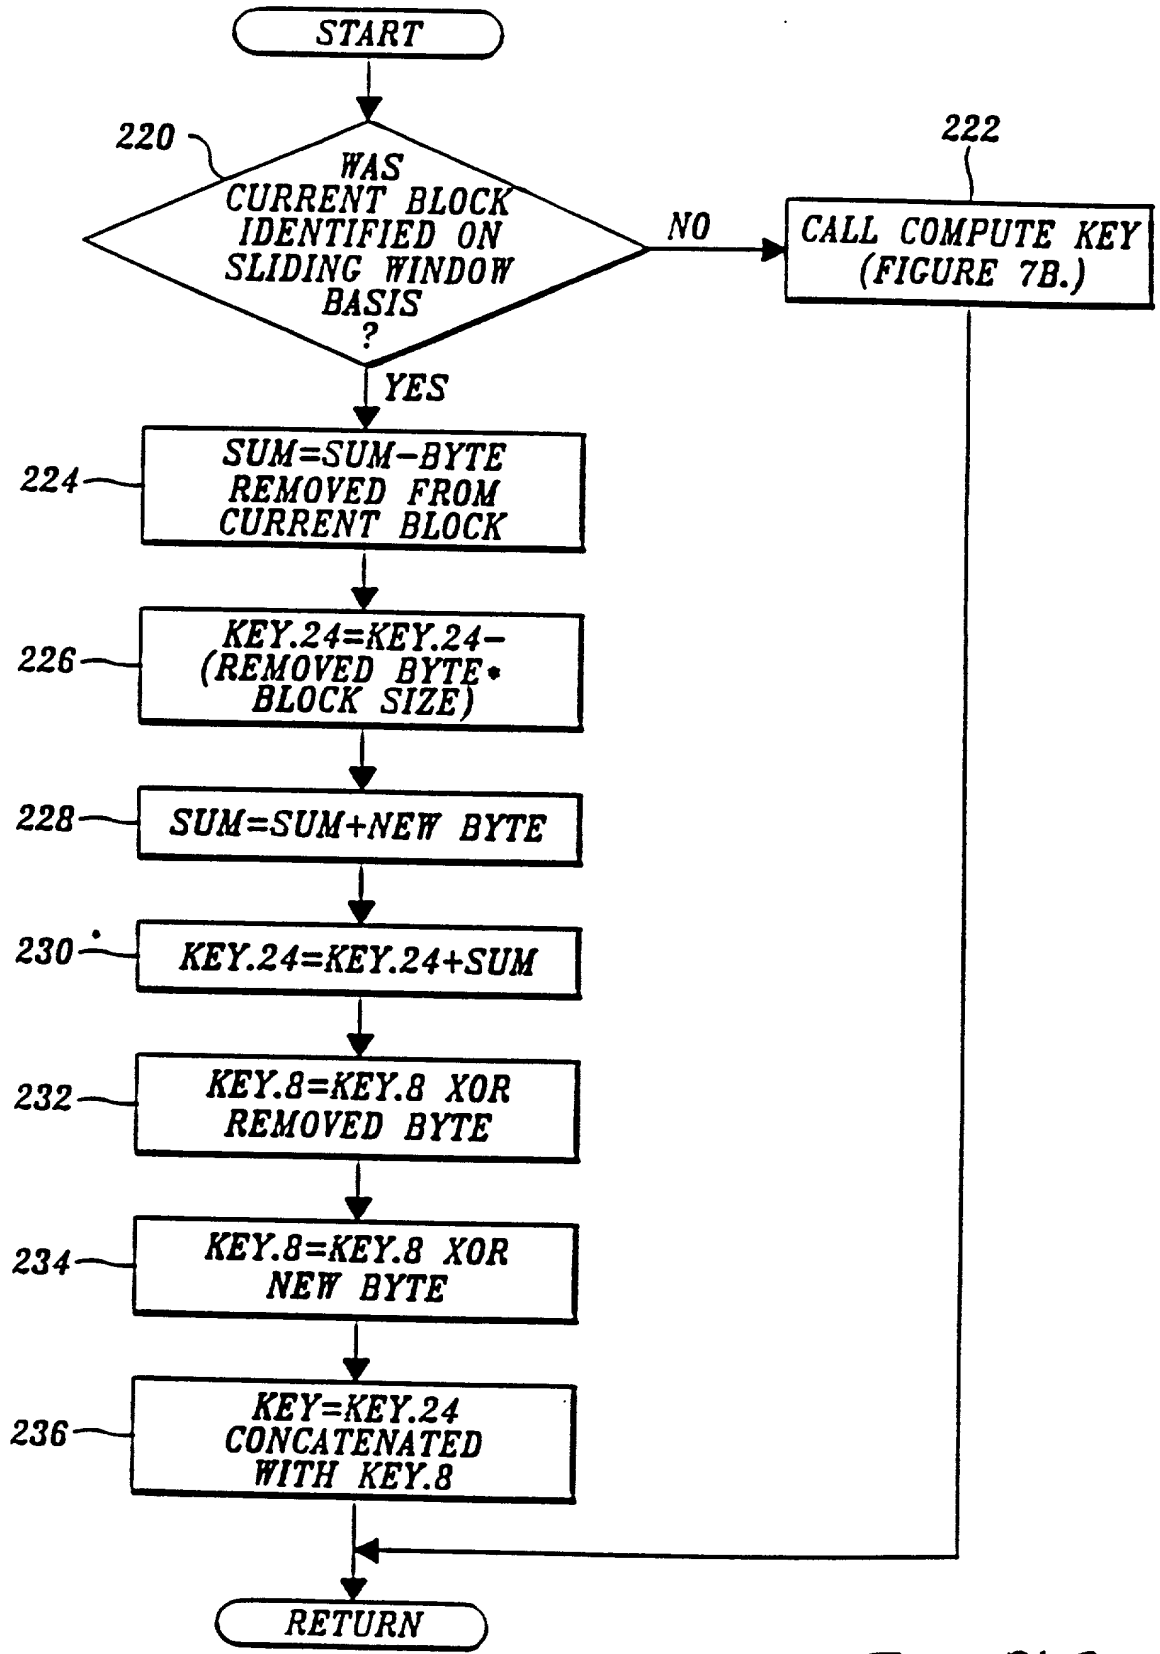 START
220
WAS
CURRENT BLOCK
IDENTIFIED ON
SLIDING WINDOW
BASIS
?
NO
222
CALL COMPUTE KEY
(FIGURE 7B.)
YES
224
SUM=SUM-BYTE
REMOVED FROM
CURRENT BLOCK
226
KEY.24=KEY.24-
(REMOVED BYTE*
BLOCK SIZE)
228
SUM=SUM+NEW BYTE
230
KEY.24=KEY.24+SUM
232
KEY.8=KEY.8 XOR
REMOVED BYTE
234
KEY.8=KEY.8 XOR
NEW BYTE
236
KEY=KEY.24
CONCATENATED
WITH KEY.8
RETURN